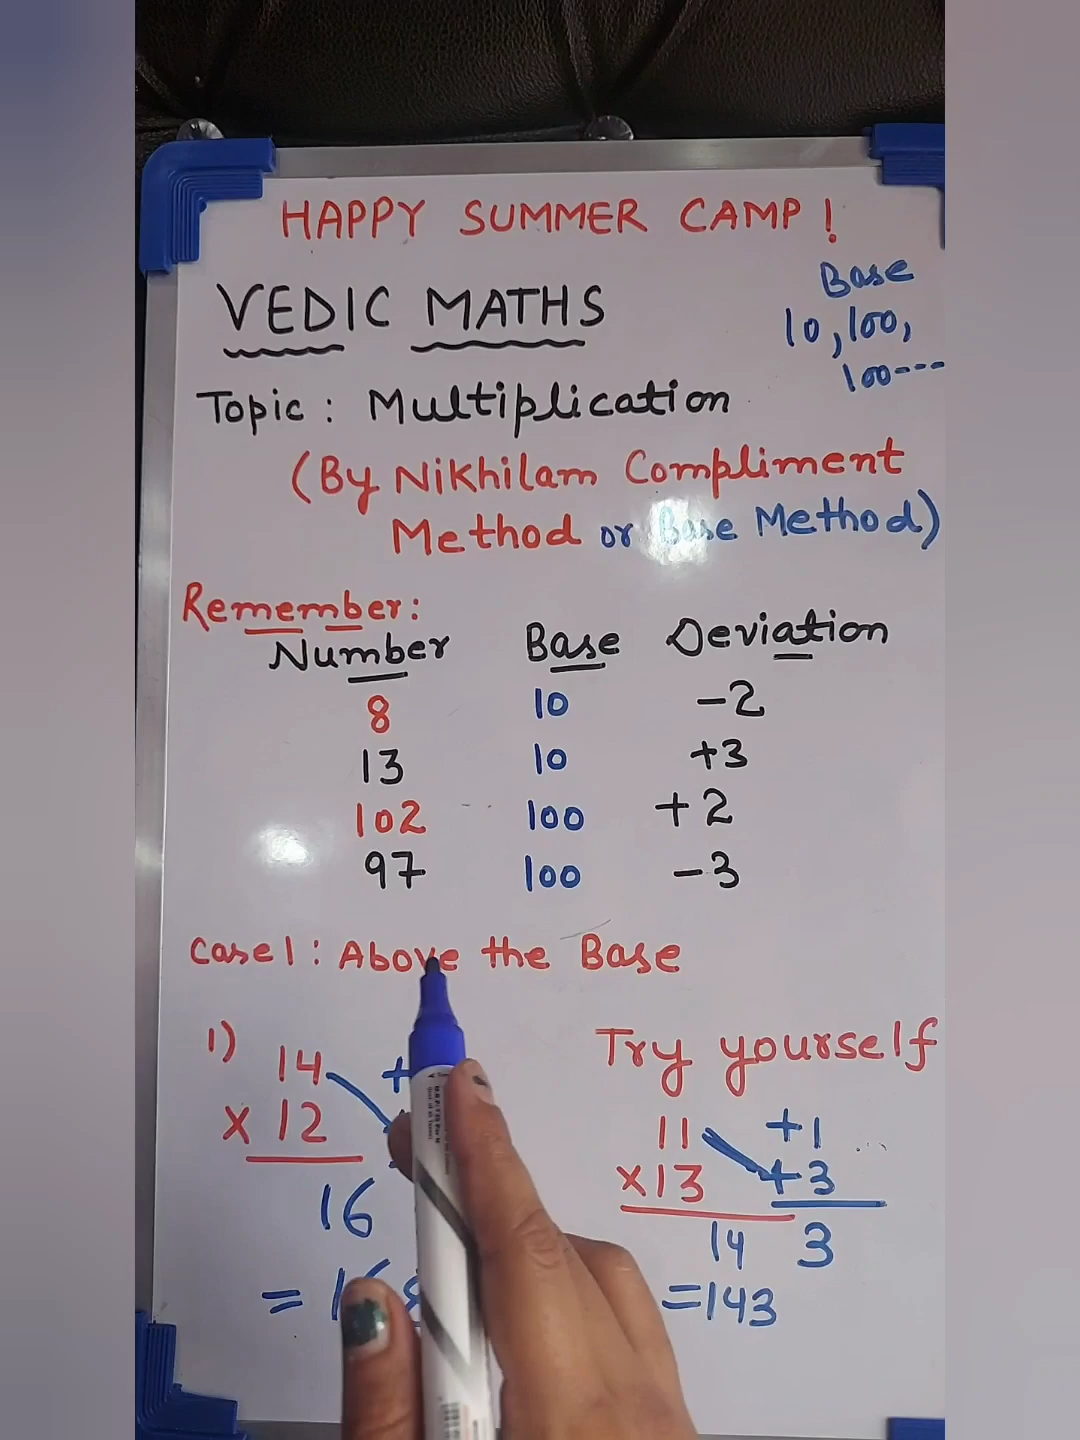 HAPPY SUMMER CAMP!
VEDIC MATHS
Base
10, 100,
100---
Topic: Multiplication
(By Nikhilam Compliment
Method or Base Method)
Remember:
Number Base Deviation
8 10 -2
13 10 +3
102 100 +2
97 100 -3
Case 1: Above the Base
1) 14 +
x 12
16
= 168
Try yourself
11 +1
x13 +3
14 3
=143